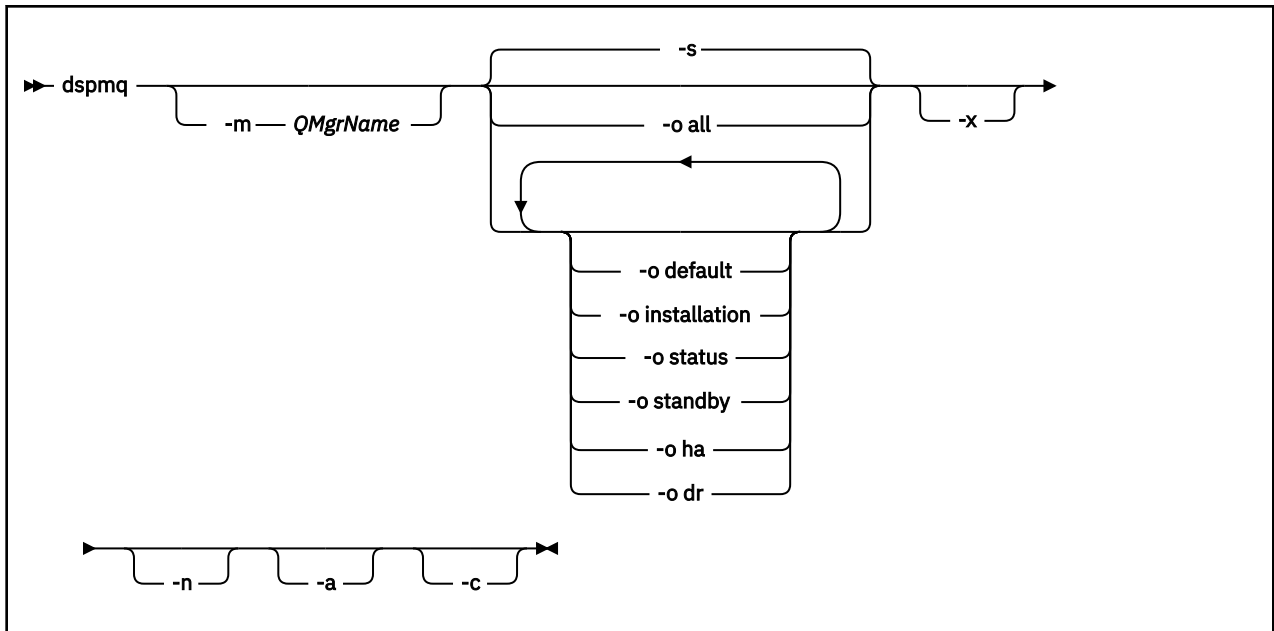 -s
dspmq
-m QMgrName
-o all
-x
-o default
-o installation
-o status
-o standby
-o ha
-o dr
-n -a -c